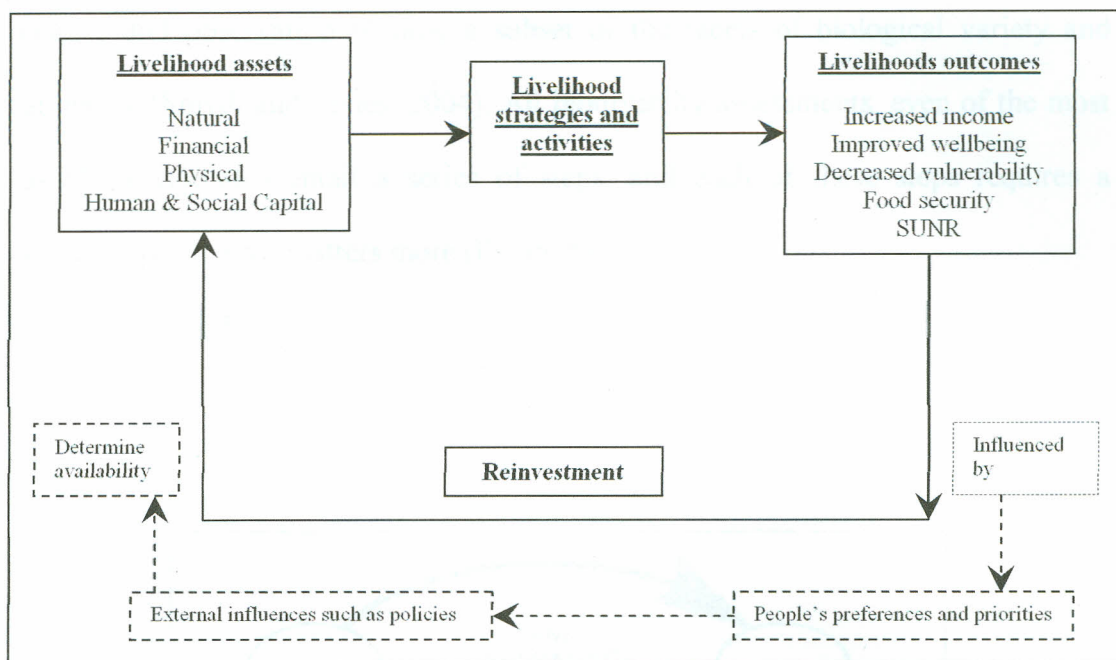 Livelihood assets
Natural
Financial
Physical
Human & Social Capital
Livelihood
strategies and
activities
Livelihoods outcomes
Increased income
Improved wellbeing
Decreased vulnerability
Food security
SUNR
Determine
availability
Reinvestment
Influenced
by
External influences such as policies
People's preferences and priorities